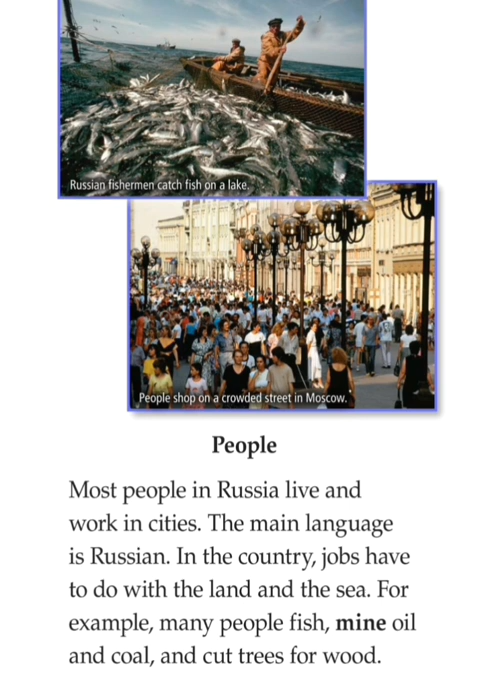 Russian fishermen catch fish on a lake.
People shop on a crowded street in Moscow.
People
Most people in Russia live and
work in cities. The main language
is Russian. In the country, jobs have
to do with the land and the sea. For
example, many people fish, mine oil
and coal, and cut trees for wood.